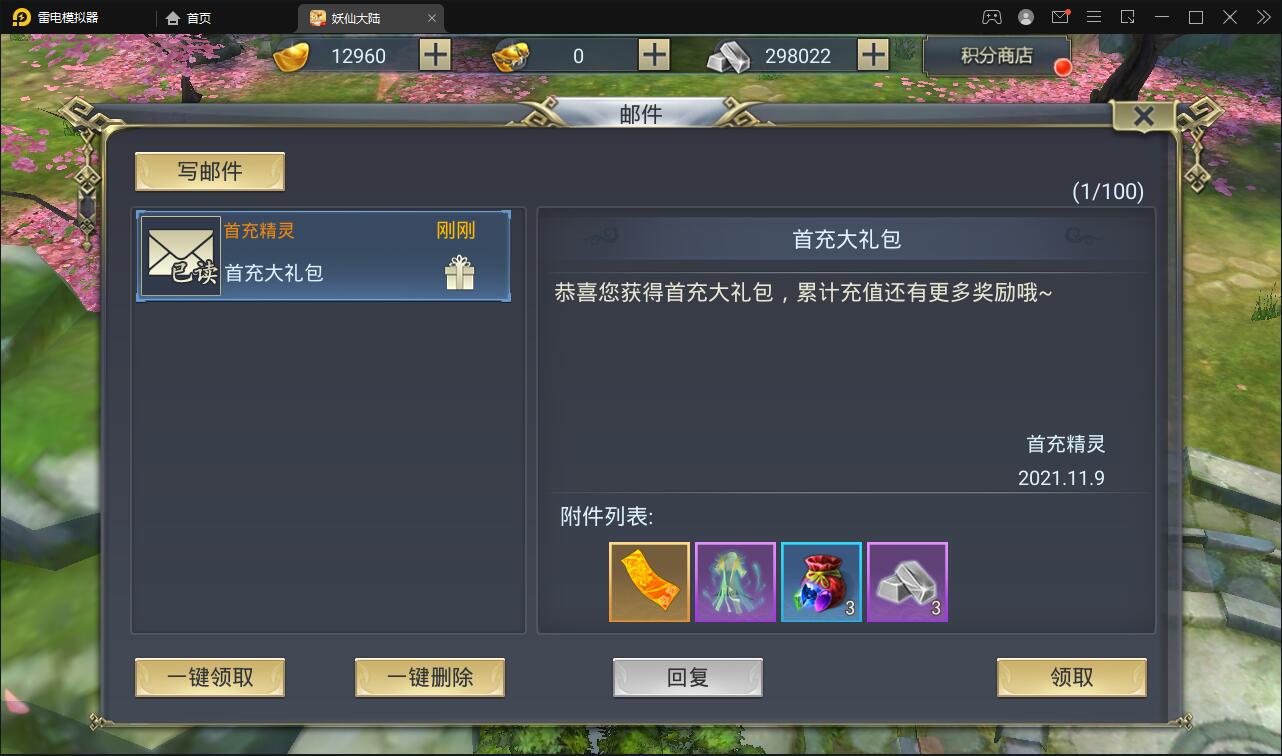 雷电模拟器
首页
妖仙大陆
12960
0
298022
积分商店
邮件
写邮件
(1/100)
首充精灵
刚刚
已读
首充大礼包
首充大礼包
恭喜您获得首充大礼包，累计充值还有更多奖励哦~
首充精灵
2021.11.9
附件列表:
3
3
一键领取
一键删除
回复
领取